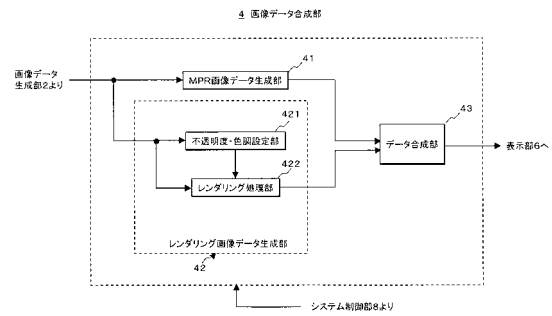 4 画像データ合成部
画像データ
生成部2より
41
MPR画像データ生成部
421
不透明度・色調設定部
422
レンダリング処理部
レンダリング画像データ生成部
42
43
データ合成部
表示部6へ
システム制御部8より